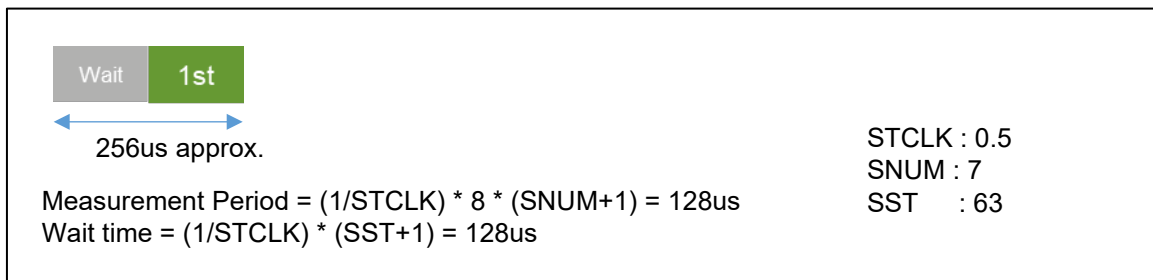 Wait 1st
256us approx.
STCLK : 0.5
SNUM : 7
SST : 63
Measurement Period = (1/STCLK) * 8 * (SNUM+1) = 128us
Wait time = (1/STCLK) * (SST+1) = 128us